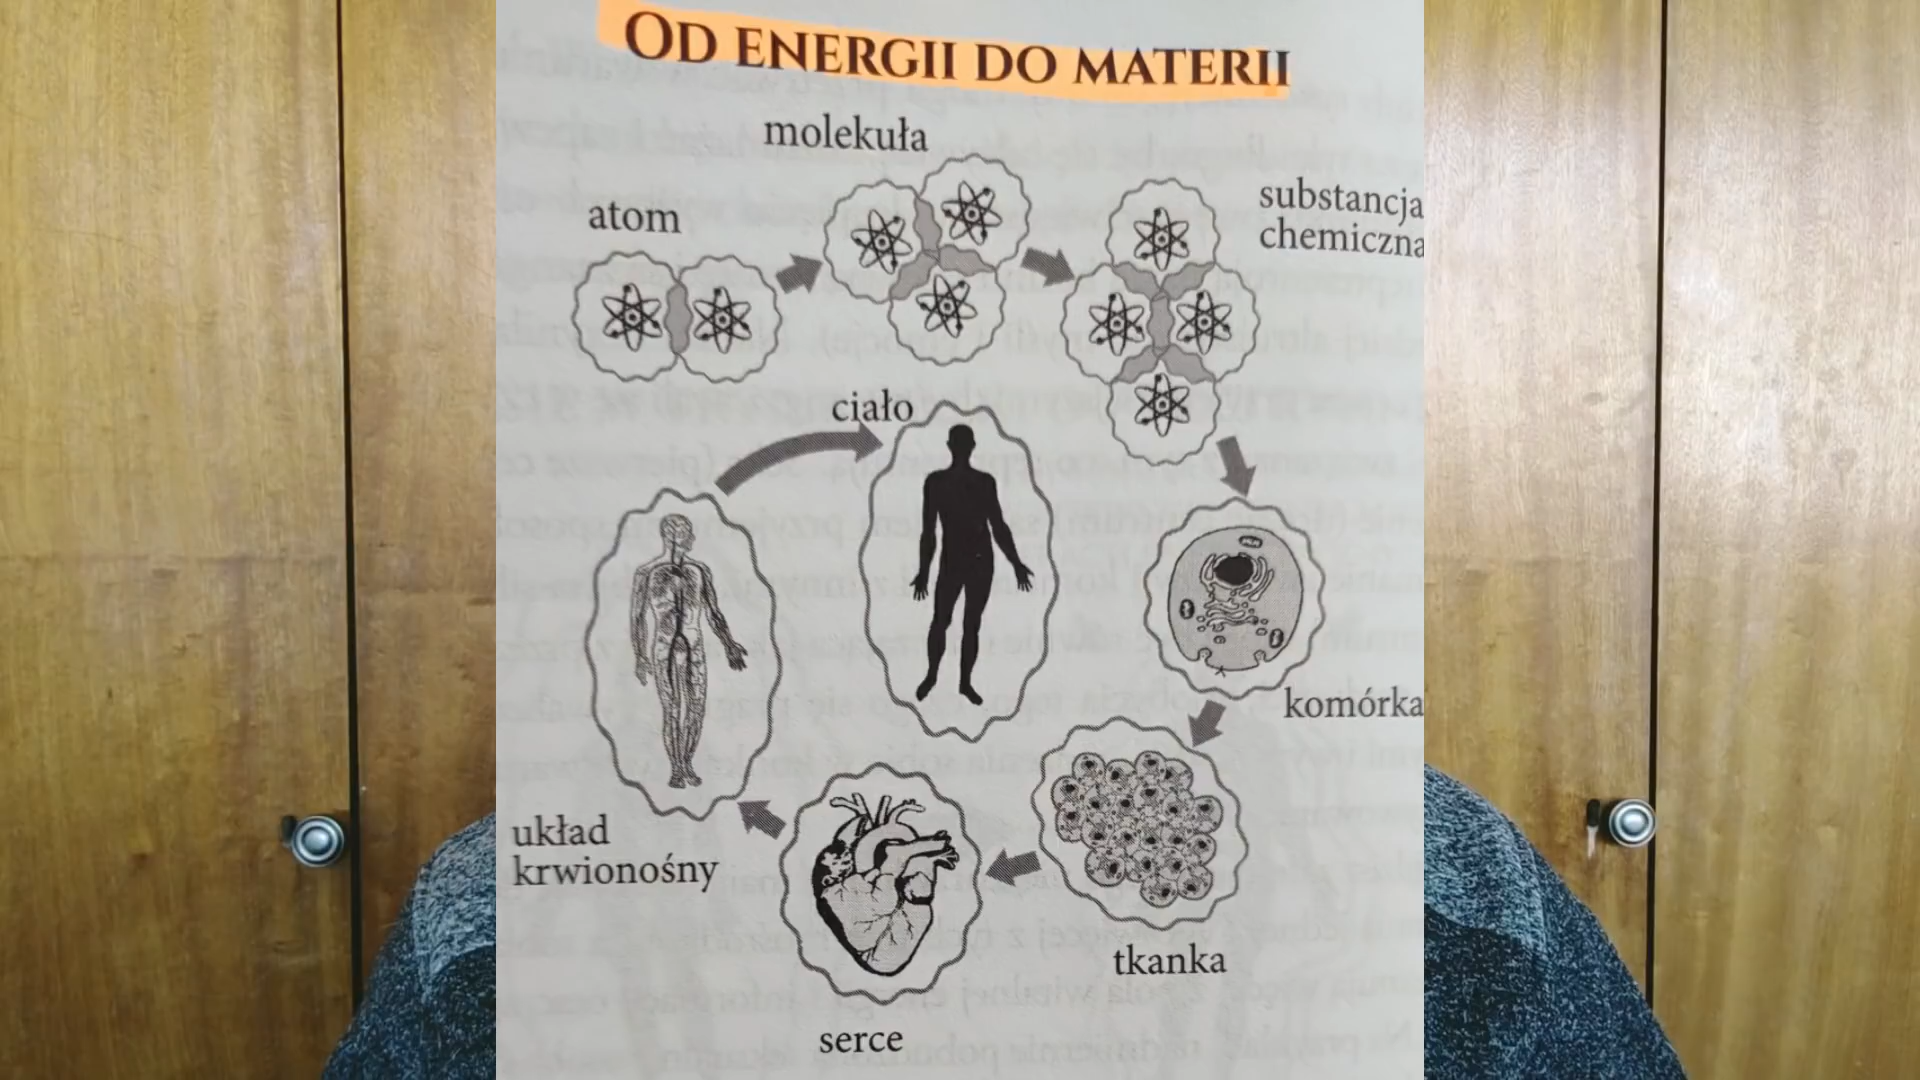 OD ENERGII DO MATERII
molekuła
atom
substancja
chemiczna
ciało
komórka
układ
krwionośny
tkanka
serce